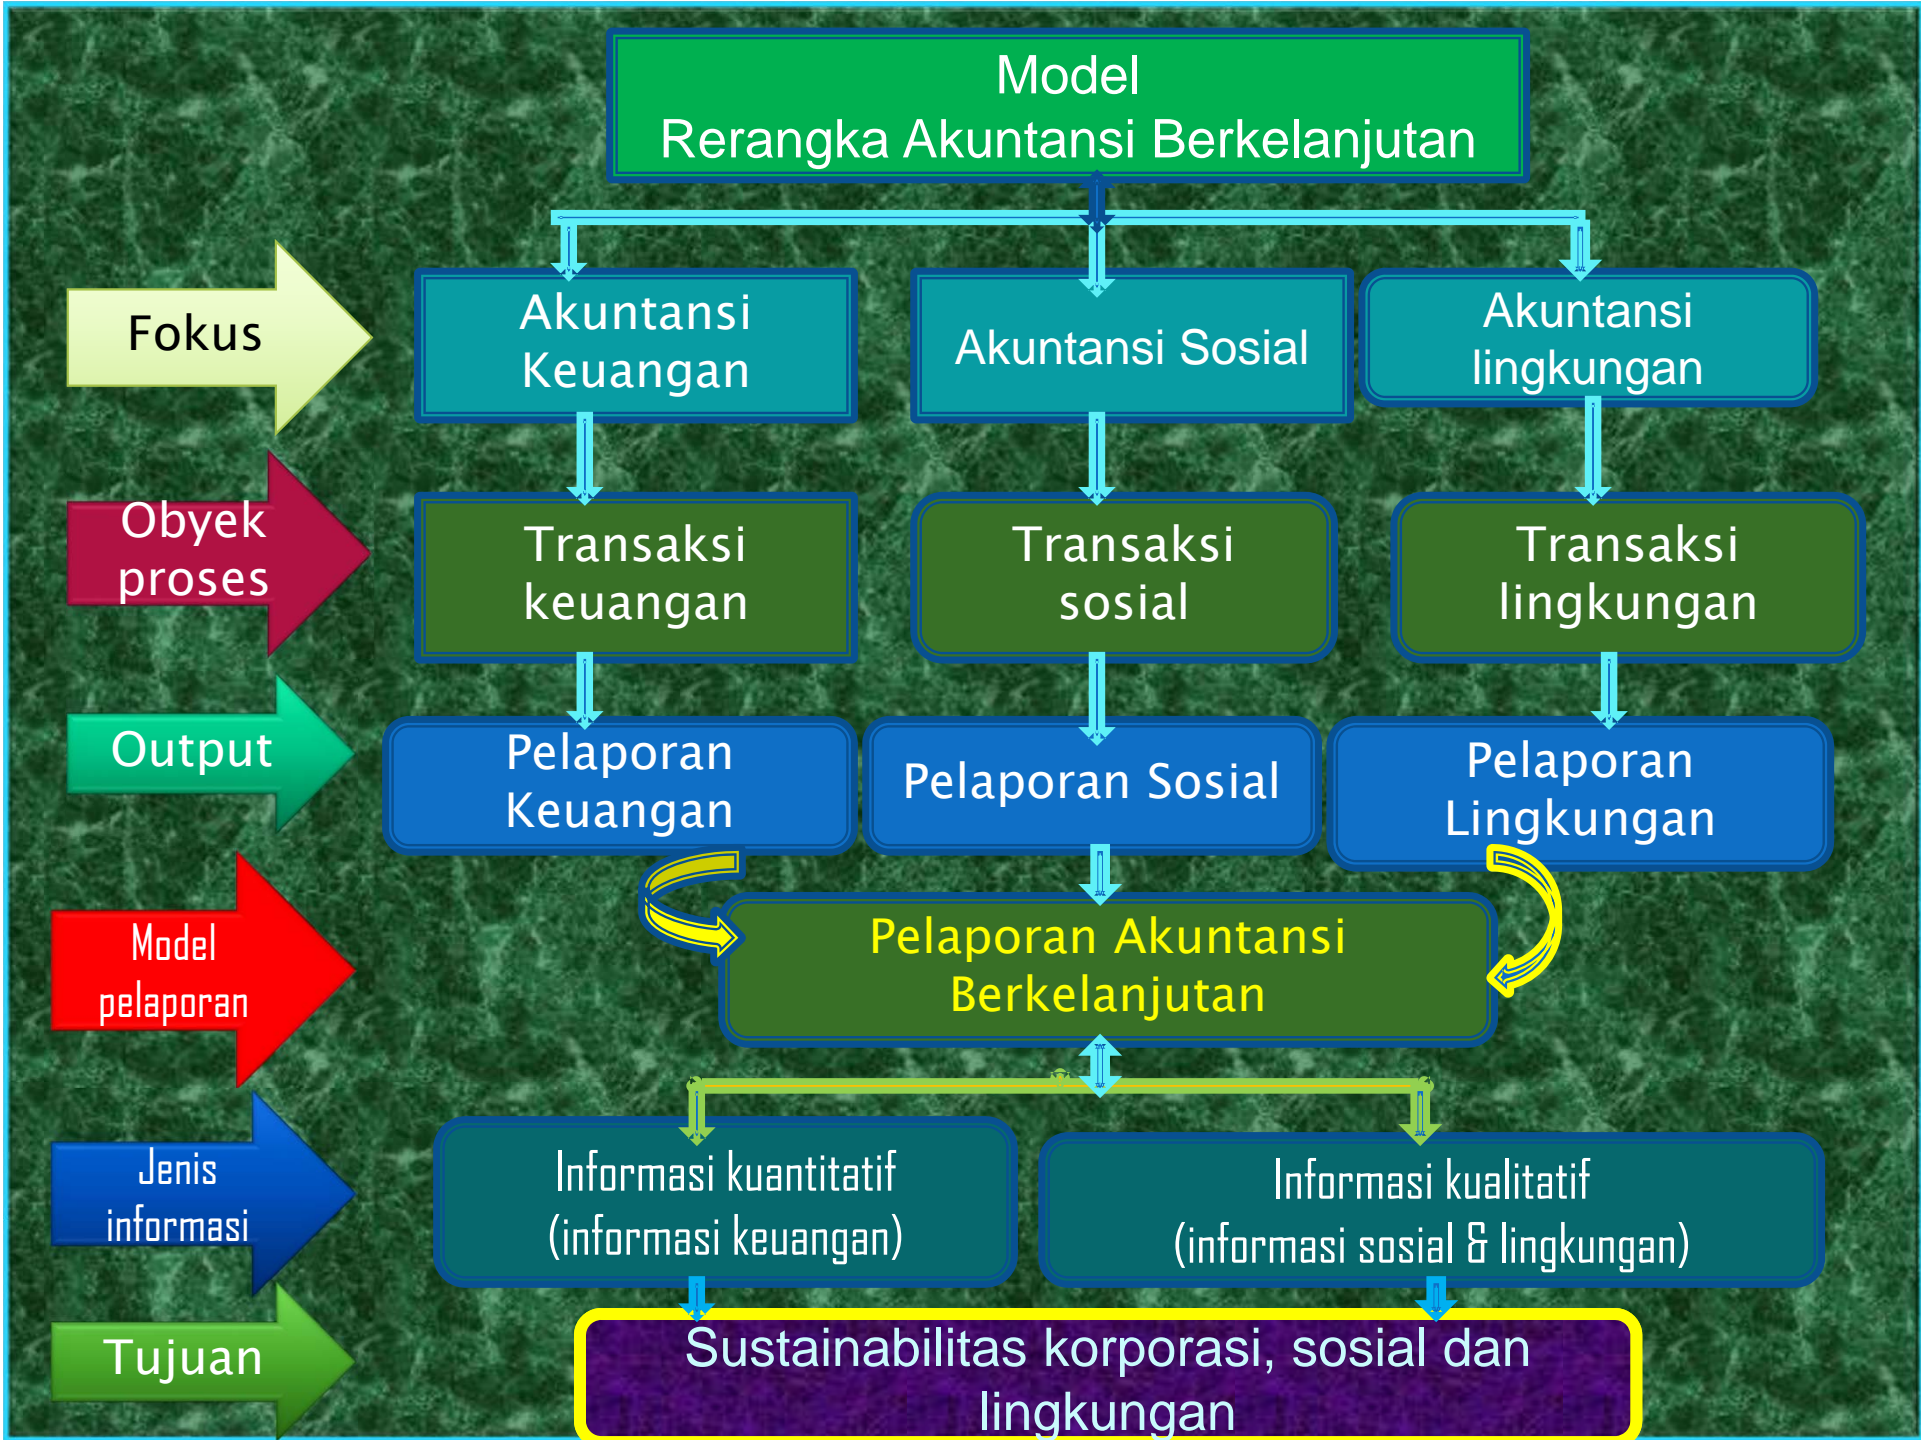 Model
Rerangka Akuntansi Berkelanjutan
Fokus
Akuntansi
Keuangan
Akuntansi Sosial
Akuntansi
lingkungan
Obyek
proses
Transaksi
keuangan
Transaksi
sosial
Transaksi
lingkungan
Output
Pelaporan
Keuangan
Pelaporan Sosial
Pelaporan
Lingkungan
Model
pelaporan
Pelaporan Akuntansi
Berkelanjutan
Jenis
informasi
Informasi kuantitatif
(informasi keuangan)
Informasi kualitatif
(informasi sosial & lingkungan)
Tujuan
Sustainabilitas korporasi, sosial dan
lingkungan